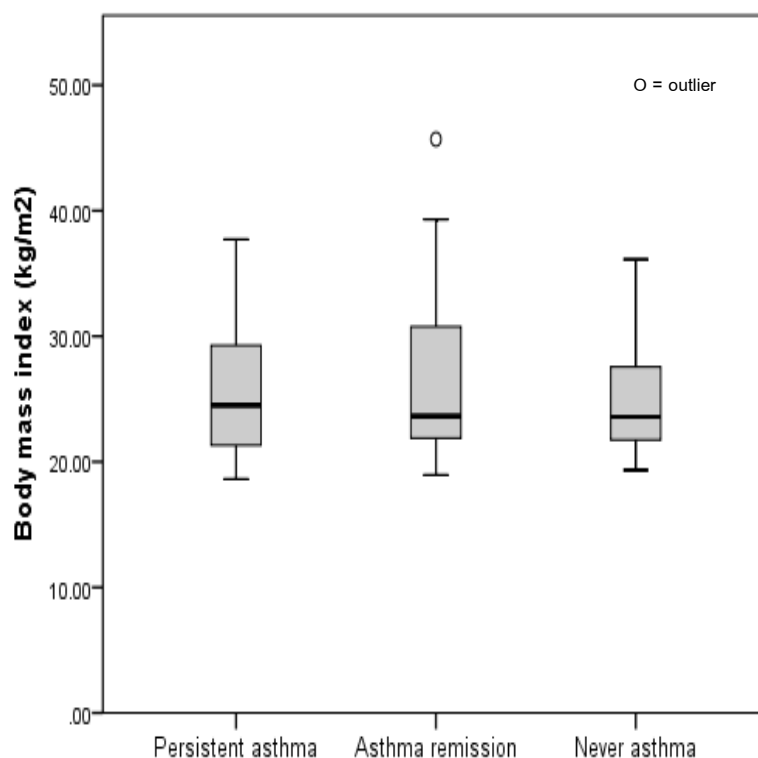 50.00
O = outlier
40.00
30.00
20.00
10.00
.00
Body mass index (kg/m2)
Persistent asthma Asthma remission Never asthma